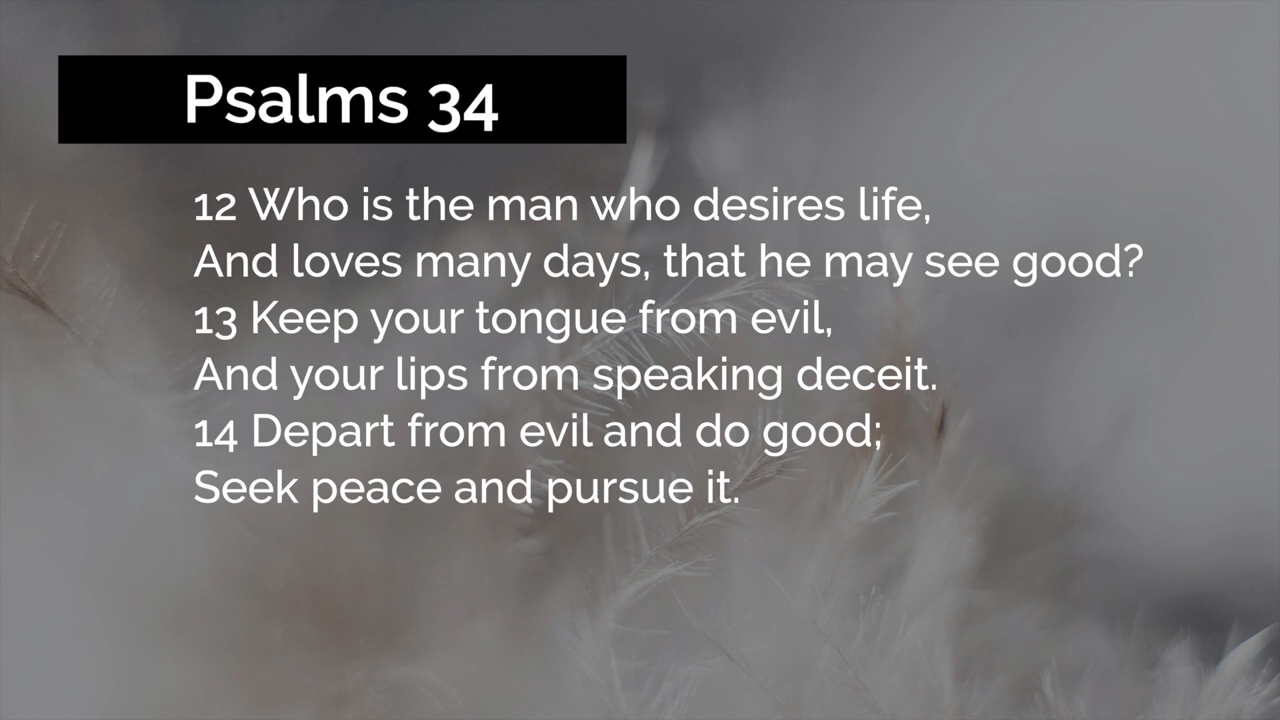 Psalms 34
12 Who is the man who desires life,
And loves many days, that he may see good?
13 Keep your tongue from evil,
And your lips from speaking deceit.
14 Depart from evil and do good;
Seek peace and pursue it.